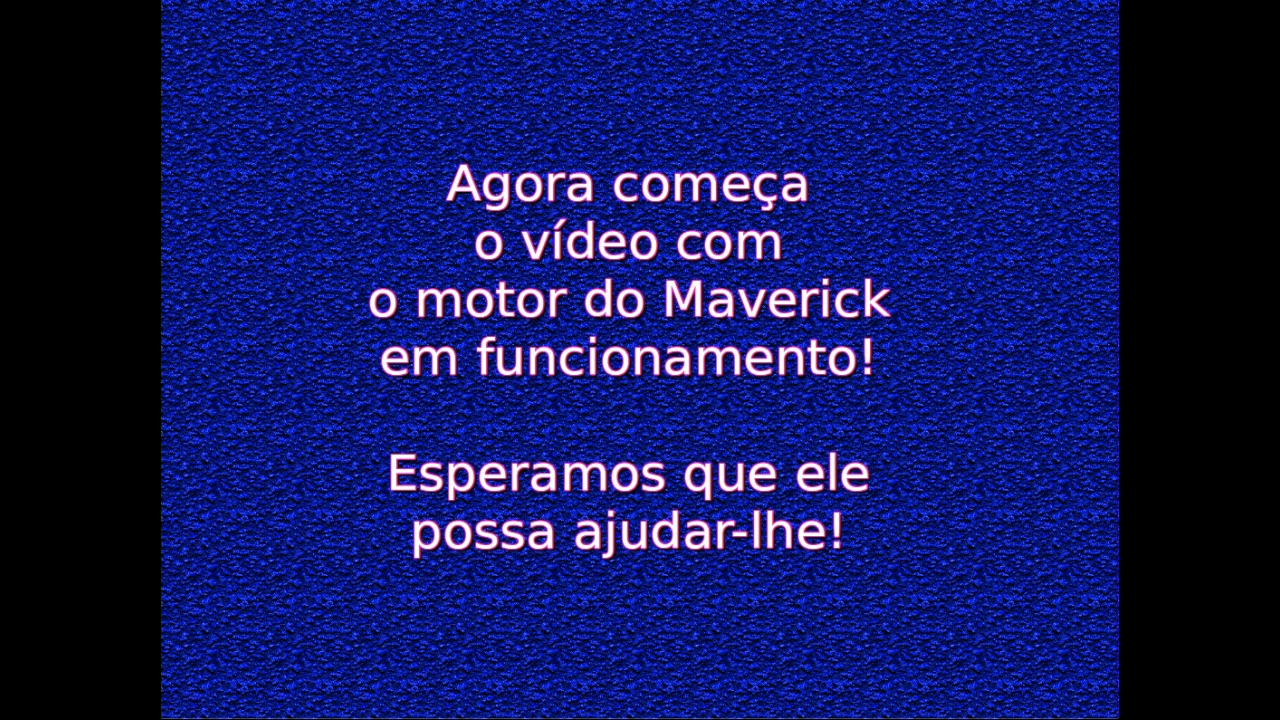 Agora começa
o vídeo com
o motor do Maverick
em funcionamento!
Esperamos que ele
possa ajudar-lhe!